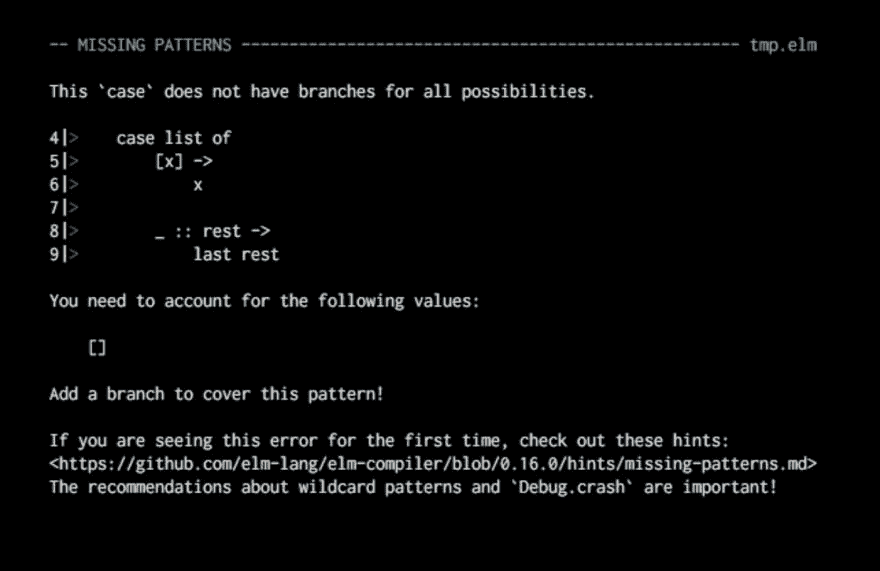 -- MISSING PATTERNS ---------------------------------------------------- tmp.elm
This `case` does not have branches for all possibilities.
4|>    case list of
5|>        [x] ->
6|>            x
7|>
8|>        _ :: rest ->
9|>            last rest
You need to account for the following values:
    []
Add a branch to cover this pattern!
If you are seeing this error for the first time, check out these hints:
<https://github.com/elm-lang/elm-compiler/blob/0.16.0/hints/missing-patterns.md>
The recommendations about wildcard patterns and `Debug.crash` are important!